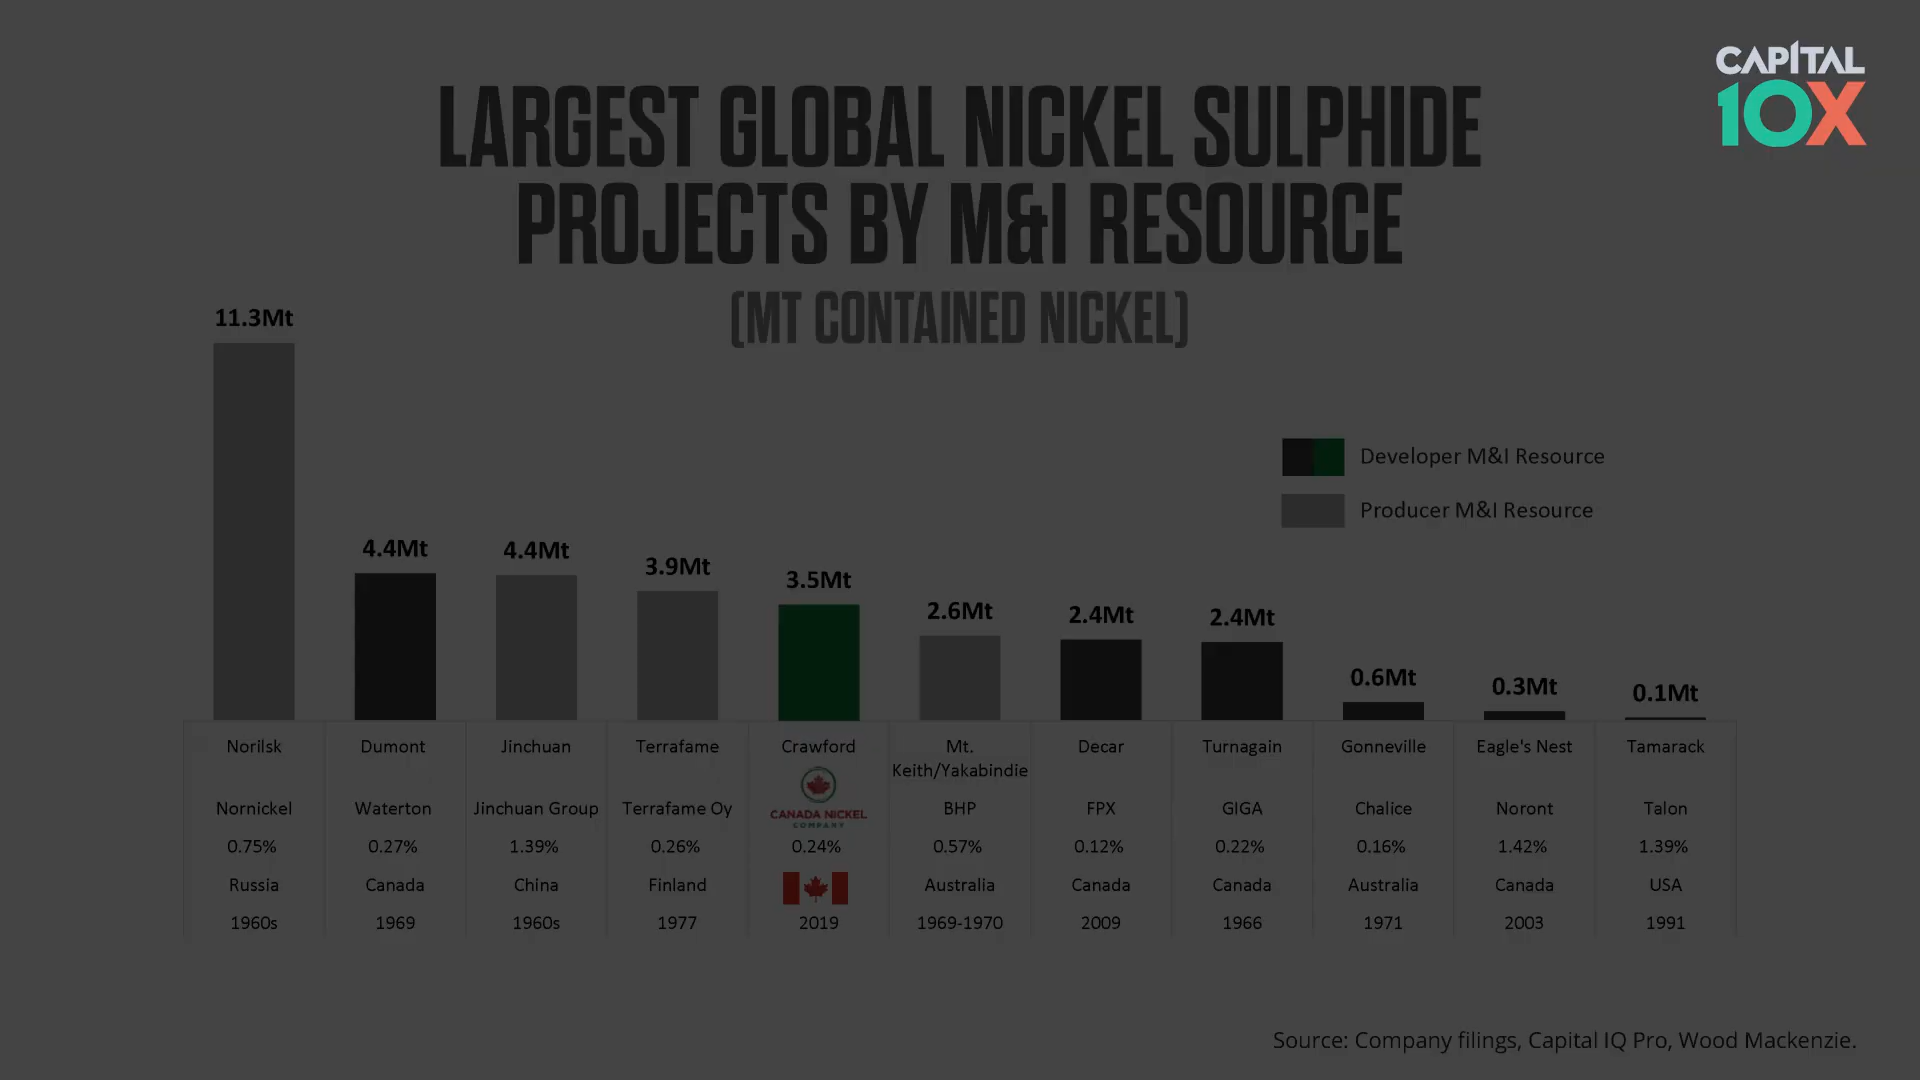 CAPITAL
10X
LARGEST GLOBAL NICKEL SULPHIDE
PROJECTS BY M&I RESOURCE
(MT CONTAINED NICKEL)
11.3Mt
4.4Mt
4.4Mt
3.9Mt
3.5Mt
2.6Mt
2.4Mt
2.4Mt
0.6Mt
0.3Mt
0.1Mt
Developer M&I Resource
Producer M&I Resource
Norilsk Dumont Jinchuan Terrafame Crawford Mt. Keith/Yakabindie Decar Turnagain Gonneville Eagle's Nest Tamarack
Nornickel Waterton Jinchuan Group Terrafame Oy CANADA NICKEL COMPANY BHP FPX GIGA Chalice Noront Talon
0.75% 0.27% 1.39% 0.26% 0.24% 0.57% 0.12% 0.22% 0.16% 1.42% 1.39%
Russia Canada China Finland Australia Canada Canada Australia Canada USA
1960s 1969 1960s 1977 2019 1969-1970 2009 1966 1971 2003 1991
Source: Company filings, Capital IQ Pro, Wood Mackenzie.